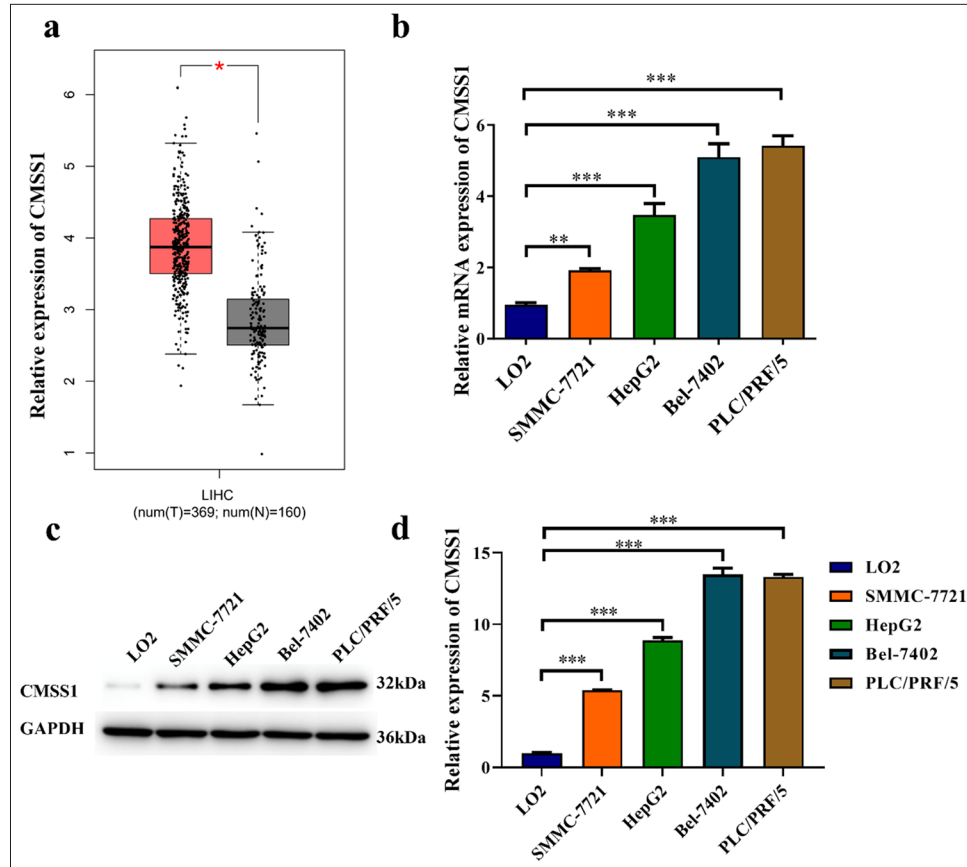 a
Relative expression of CMSS1
*
6
5
4
3
2
1
LIHC
(num(T)=369; num(N)=160)
b
Relative mRNA expression of CMSS1
***
***
***
**
6
4
2
0
LO2
SMMC-7721
HepG2
Bel-7402
PLC/PRF/5
c
LO2
SMMC-7721
HepG2
Bel-7402
PLC/PRF/5
CMSS1
32kDa
GAPDH
36kDa
d
Relative expression of CMSS1
***
***
***
***
15
10
5
0
LO2
SMMC-7721
HepG2
Bel-7402
PLC/PRF/5
LO2
SMMC-7721
HepG2
Bel-7402
PLC/PRF/5